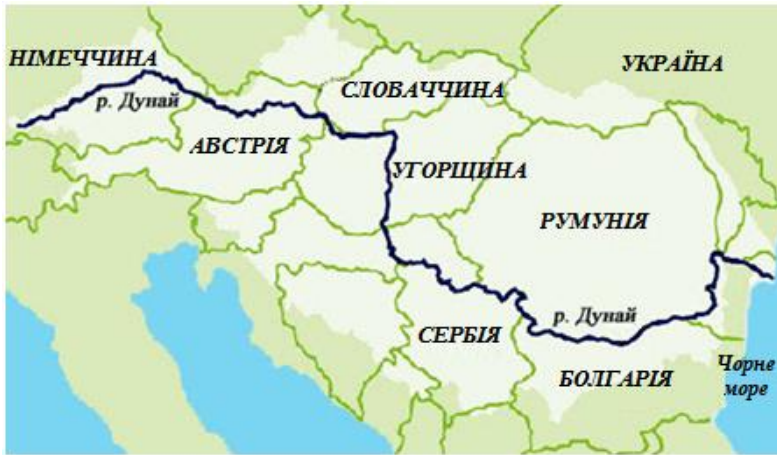 НІМЕЧЧИНА
р. Дунай
АВСТРІЯ
СЛОВАЧЧИНА
УКРАЇНА
УГОРЩИНА
РУМУНІЯ
СЕРБІЯ
р. Дунай
БОЛГАРІЯ
Чорне
море